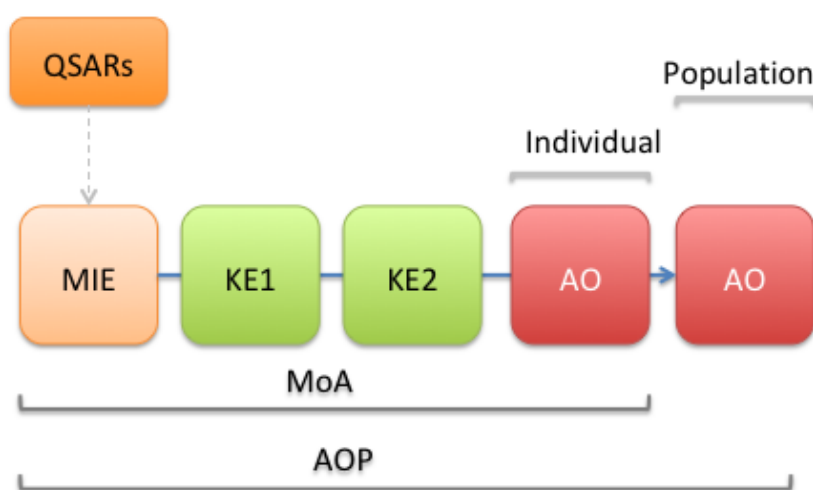 QSARs
Population
Individual
MIE
KE1
KE2
AO
AO
MoA
AOP